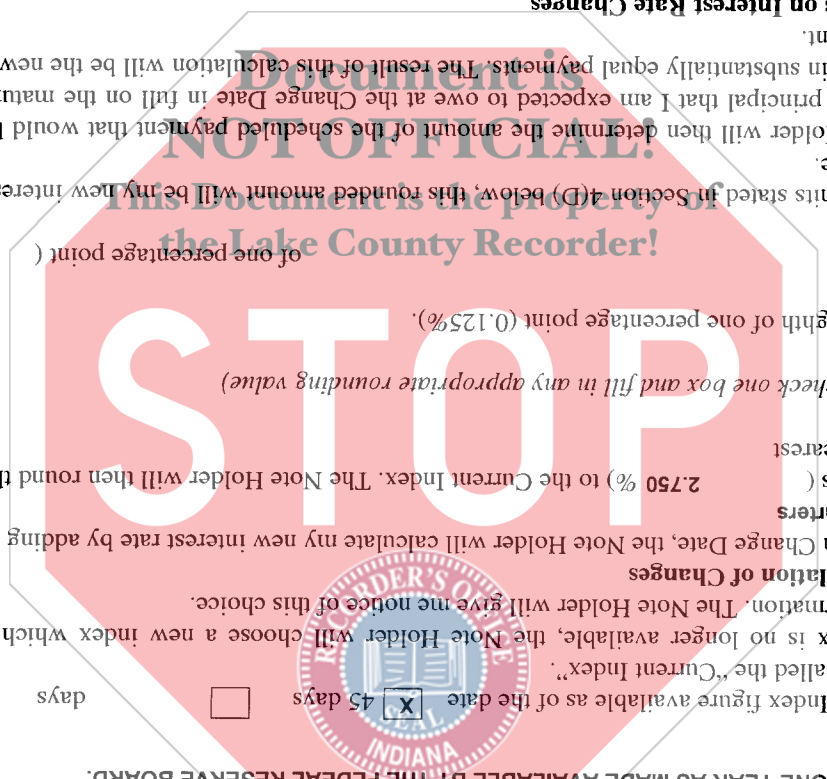 ONE YEAR AS MADE AVAILABLE BY THE FEDERAL RESERVE BOARD.
Index figure available as of the date [X] 45 days [ ] days
alled the "Current Index".
x is no longer available, the Note Holder will choose a new index which
mation. The Note Holder will give me notice of this choice.
lation of Changes
Change Date, the Note Holder will calculate my new interest rate by adding
rters
s ( 2.750 %) to the Current Index. The Note Holder will then round th
earest
heck one box and fill in any appropriate rounding value)
ghth of one percentage point (0.125%).
of one percentage point (
nits stated in Section 4(D) below, this rounded amount will be my new interes
e.
older will then determine the amount of the scheduled payment that would b
principal that I am expected to owe at the Change Date in full on the matur
in substantially equal payments. The result of this calculation will be the new
nt.
s on Interest Rate Changes
Document is
NOT OFFICIAL!
This Document is the property of
the Lake County Recorder!
STOP
RECORDER'S OFFICE
SEAL
INDIANA